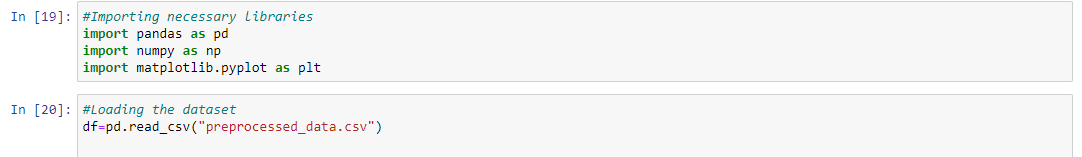 In [19]: #Importing necessary libraries
import pandas as pd
import numpy as np
import matplotlib.pyplot as plt
In [20]: #Loading the dataset
df=pd.read_csv("preprocessed_data.csv")